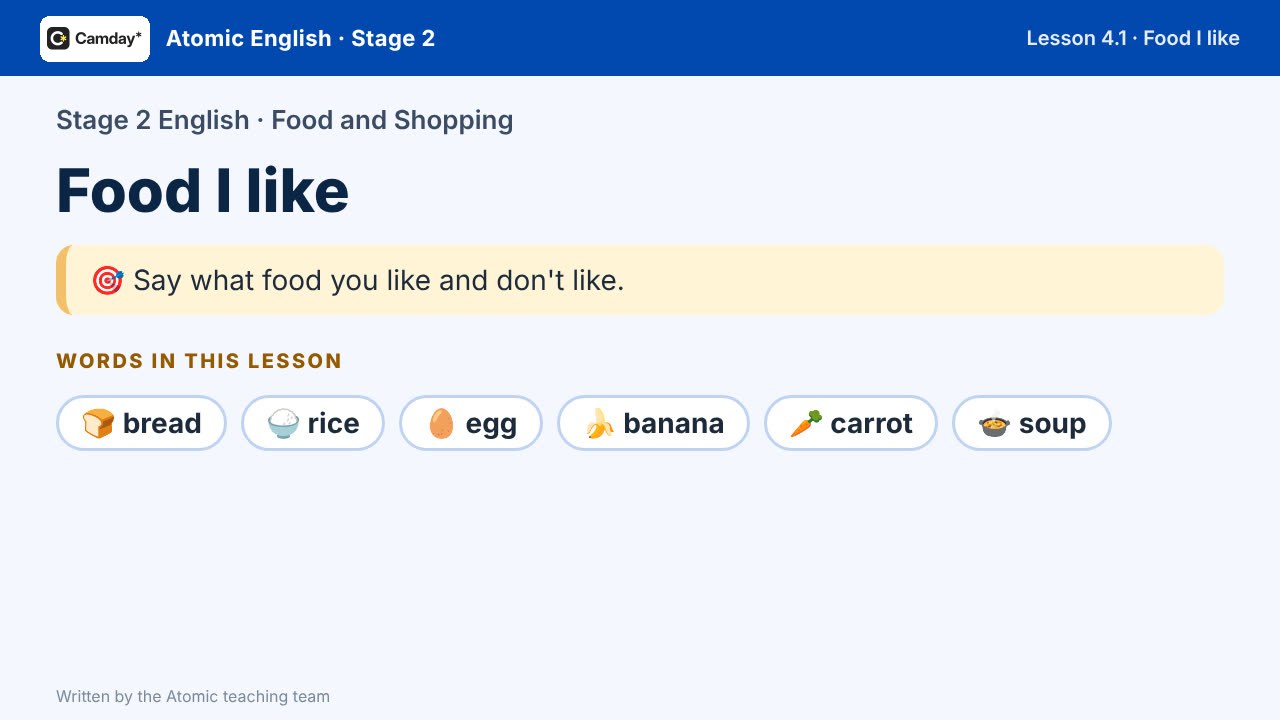 Camday*
Atomic English · Stage 2
Lesson 4.1 · Food I like
Stage 2 English · Food and Shopping
Food I like
🎯 Say what food you like and don't like.
WORDS IN THIS LESSON
🍞 bread 🍚 rice 🥚 egg 🍌 banana 🥕 carrot 🍲 soup
Written by the Atomic teaching team